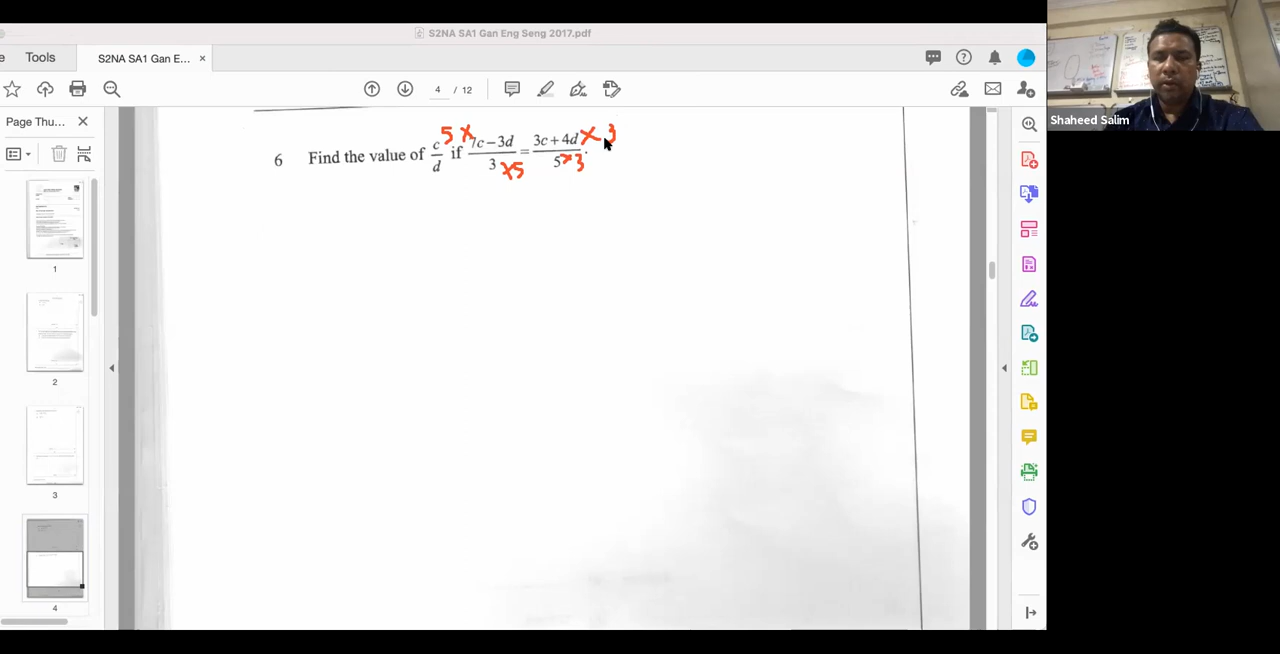 S2NA SA1 Gan Eng Seng 2017.pdf
Tools
S2NA SA1 Gan E...
×
4 / 12
Page Thu...
Shaheed Salim
6 Find the value of c/d if (7c − 3d)/3 = (3c + 4d)/5.
5 × × 3
×5 ×3
1
2
3
4